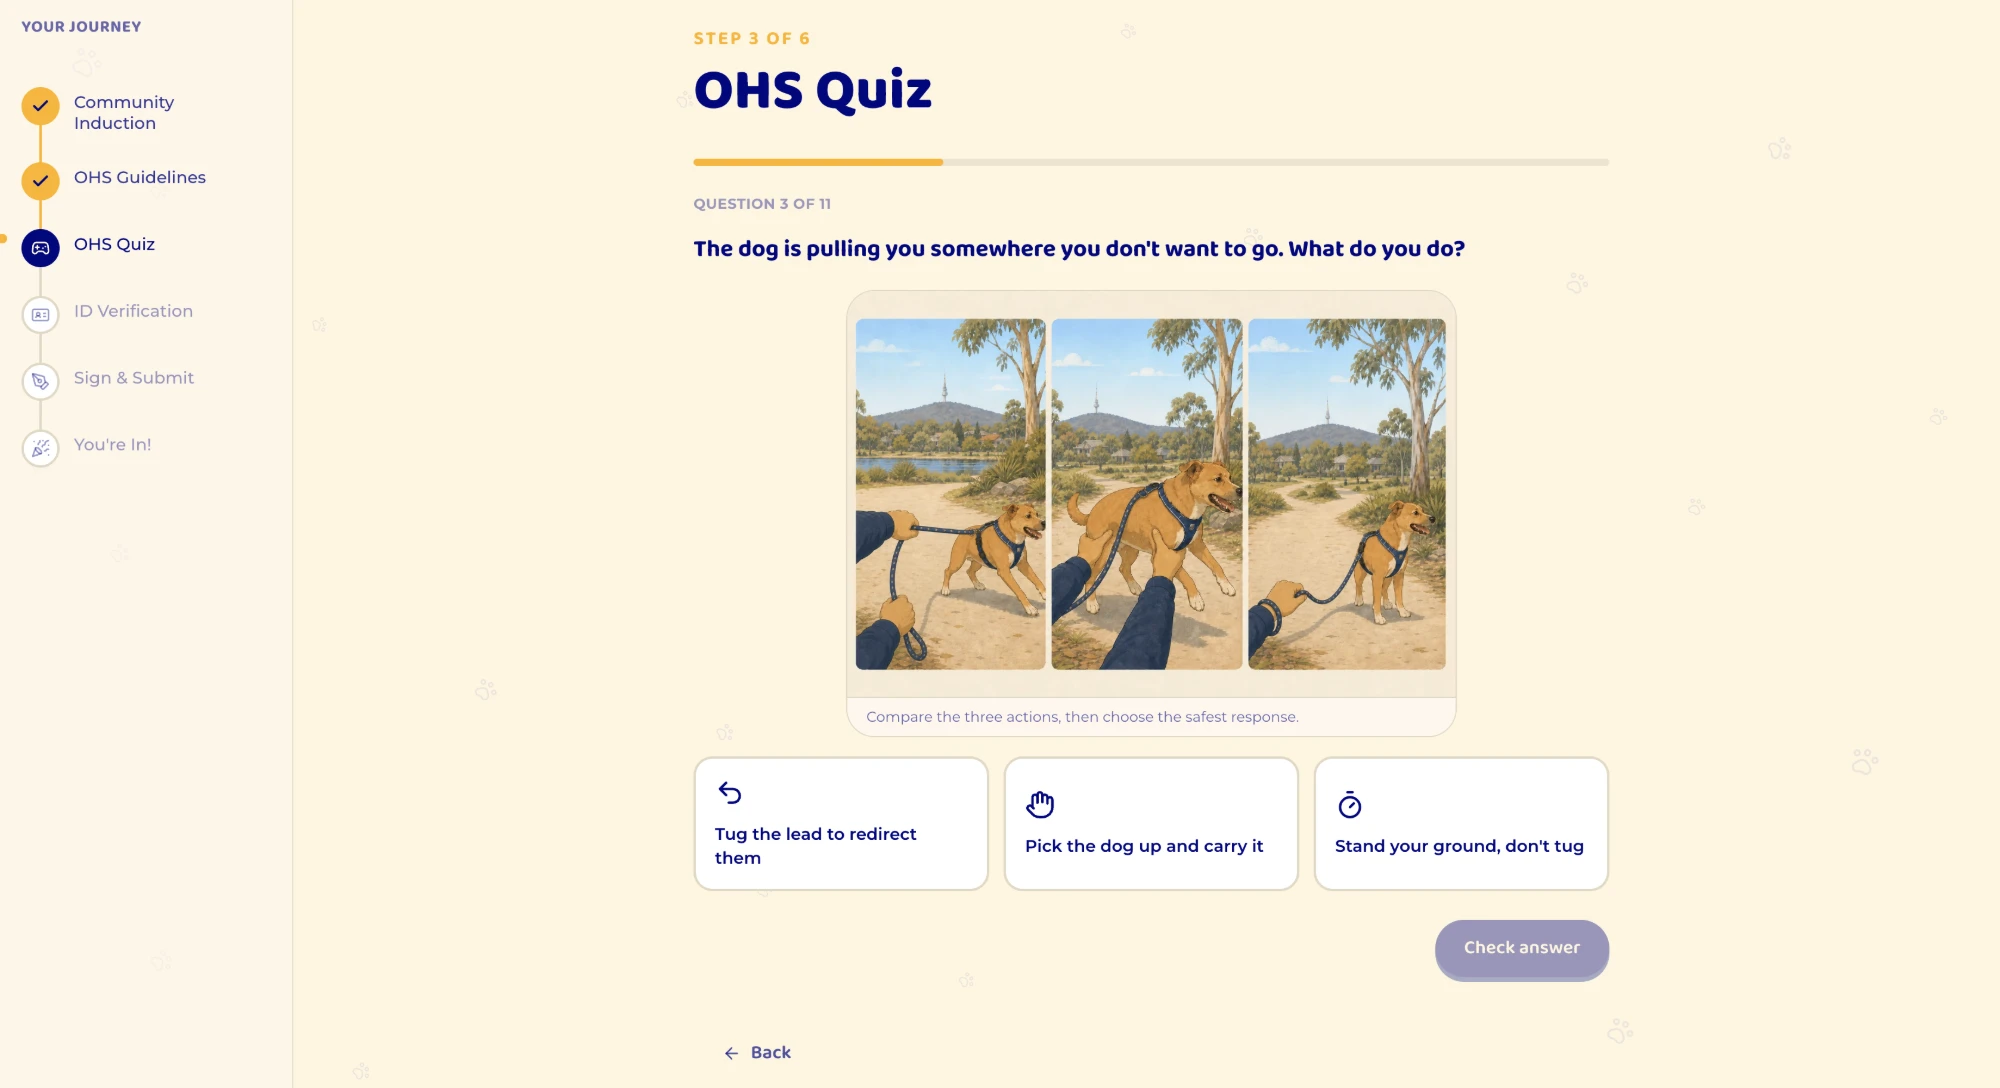 YOUR JOURNEY
Community
Induction
OHS Guidelines
OHS Quiz
ID Verification
Sign & Submit
You're In!
STEP 3 OF 6
OHS Quiz
QUESTION 3 OF 11
The dog is pulling you somewhere you don't want to go. What do you do?
Compare the three actions, then choose the safest response.
Tug the lead to redirect
them
Pick the dog up and carry it
Stand your ground, don't tug
Check answer
Back